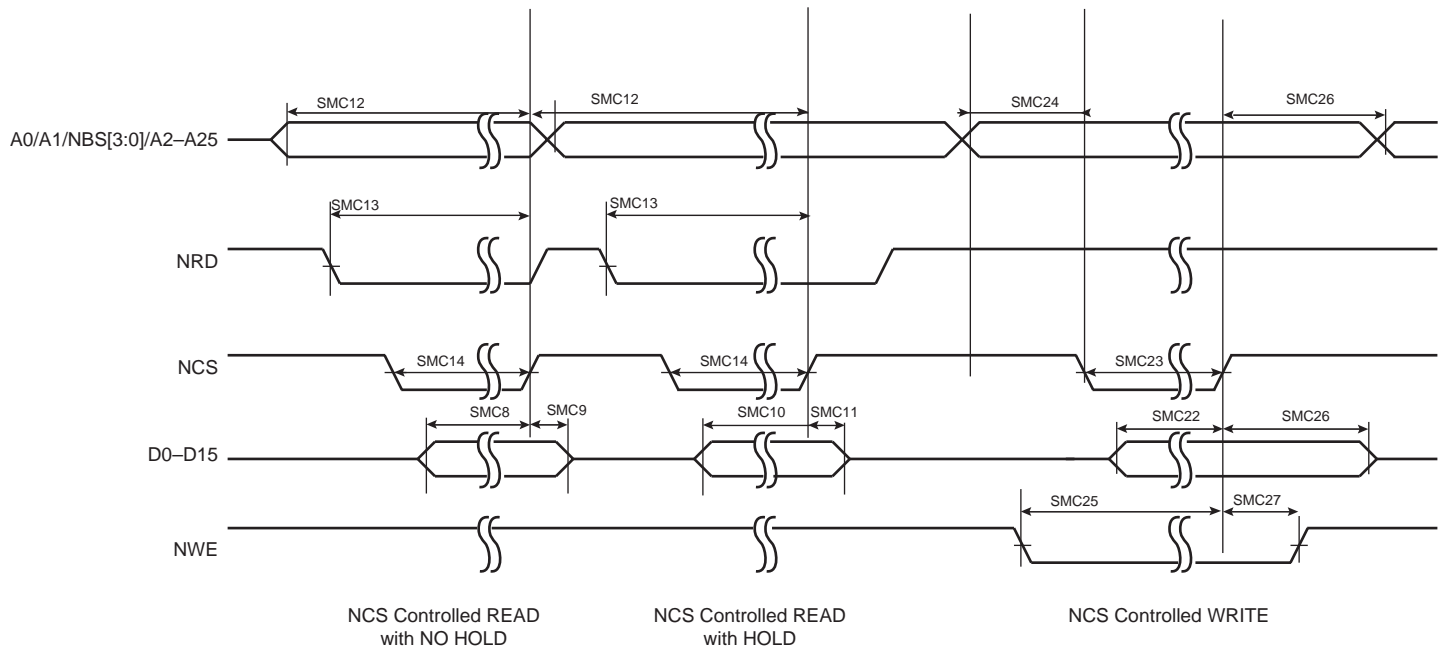 SMC12
SMC12
SMC24
SMC26
A0/A1/NBS[3:0]/A2–A25
SMC13
SMC13
NRD
NCS
SMC14
SMC14
SMC23
SMC8
SMC9
SMC10
SMC11
SMC22
SMC26
D0–D15
SMC25
SMC27
NWE
NCS Controlled READ
with NO HOLD
NCS Controlled READ
with HOLD
NCS Controlled WRITE